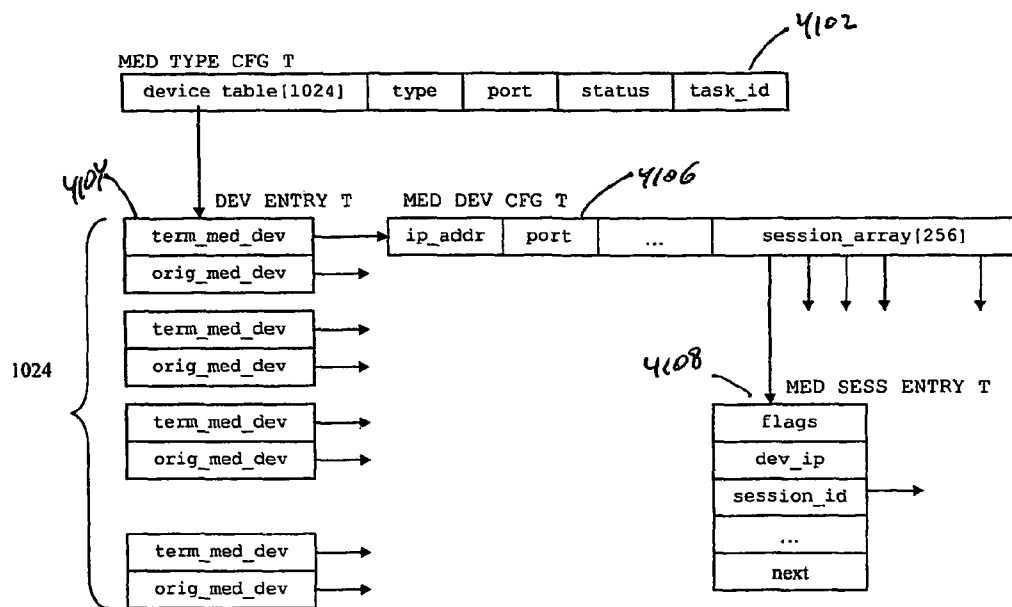 4102
MED TYPE CFG T
device table[1024] type port status task_id
4104
DEV ENTRY T
MED DEV CFG T
4106
term_med_dev
orig_med_dev
ip_addr port ... session_array[256]
term_med_dev
orig_med_dev
1024
term_med_dev
orig_med_dev
4108
MED SESS ENTRY T
flags
dev_ip
session_id
...
next
term_med_dev
orig_med_dev